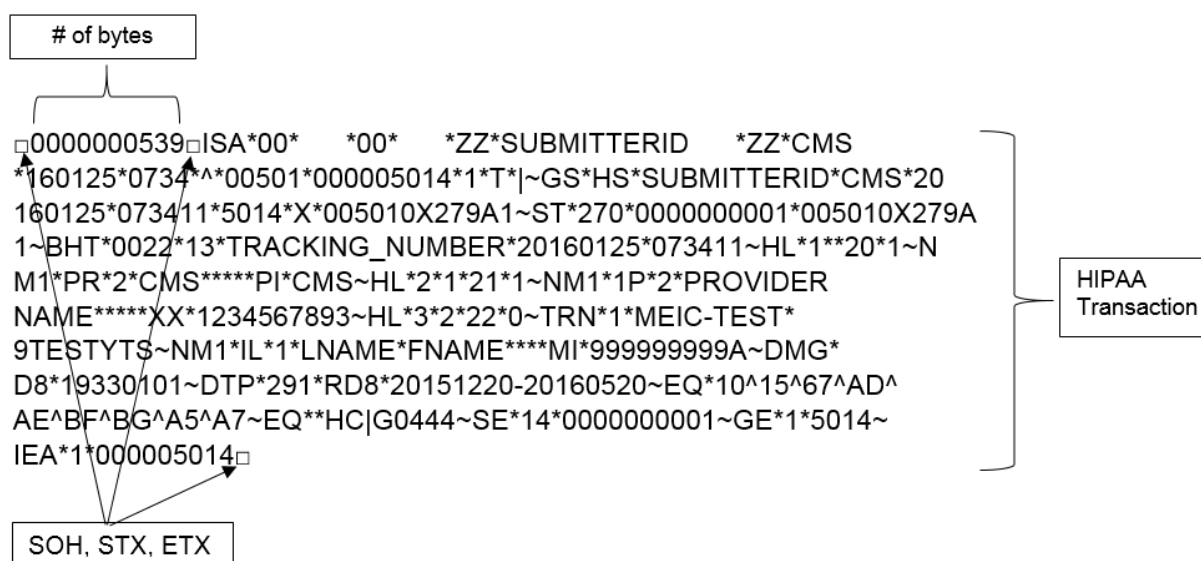 # of bytes
□0000000539□ISA*00* *00* *ZZ*SUBMITTERID *ZZ*CMS
*160125*0734*^*00501*000005014*1*T*|~GS*HS*SUBMITTERID*CMS*20
160125*073411*5014*X*005010X279A1~ST*270*0000000001*005010X279A
1~BHT*0022*13*TRACKING_NUMBER*20160125*073411~HL*1**20*1~N
M1*PR*2*CMS*****PI*CMS~HL*2*1*21*1~NM1*1P*2*PROVIDER
NAME*****XX*1234567893~HL*3*2*22*0~TRN*1*MEIC-TEST*
9TESTYTS~NM1*IL*1*LNAME*FNAME****MI*999999999A~DMG*
D8*19330101~DTP*291*RD8*20151220-20160520~EQ*10^15^67^AD^
AE^BF^BG^A5^A7~EQ**HC|G0444~SE*14*0000000001~GE*1*5014~
IEA*1*000005014□
HIPAA
Transaction
SOH, STX, ETX